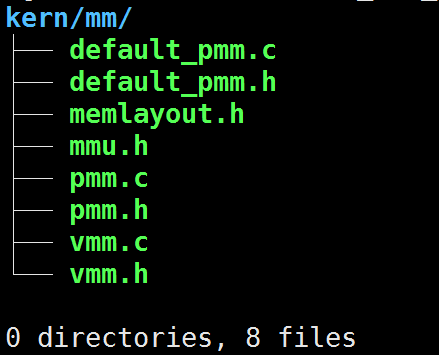 kern/mm/
├── default_pmm.c
├── default_pmm.h
├── memlayout.h
├── mmu.h
├── pmm.c
├── pmm.h
├── vmm.c
└── vmm.h
0 directories, 8 files